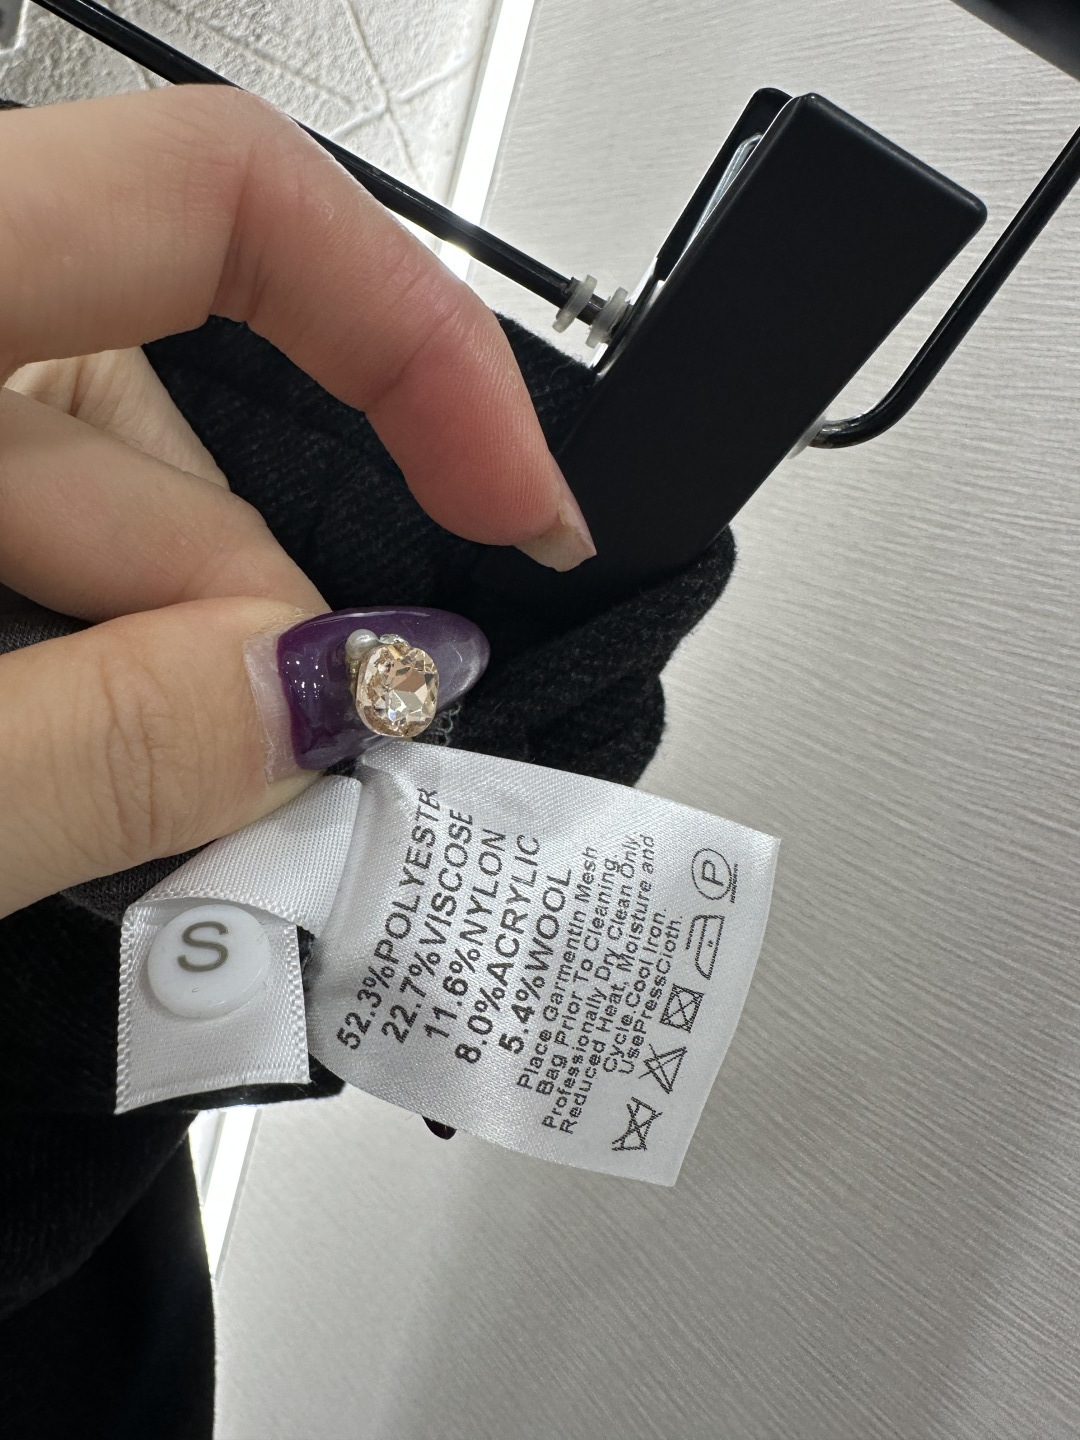 S
52.3%POLYESTR
22.7%VISCOSE
11.6%NYLON
8.0%ACRYLIC
5.4%WOOL
Place Garmentin Mesh
Bag Prior To Cleaning
Professionally Dry Clean Only,
Reduced Heat, Moisture and
Cycle.Cool Iron.
UsePressCloth.
P